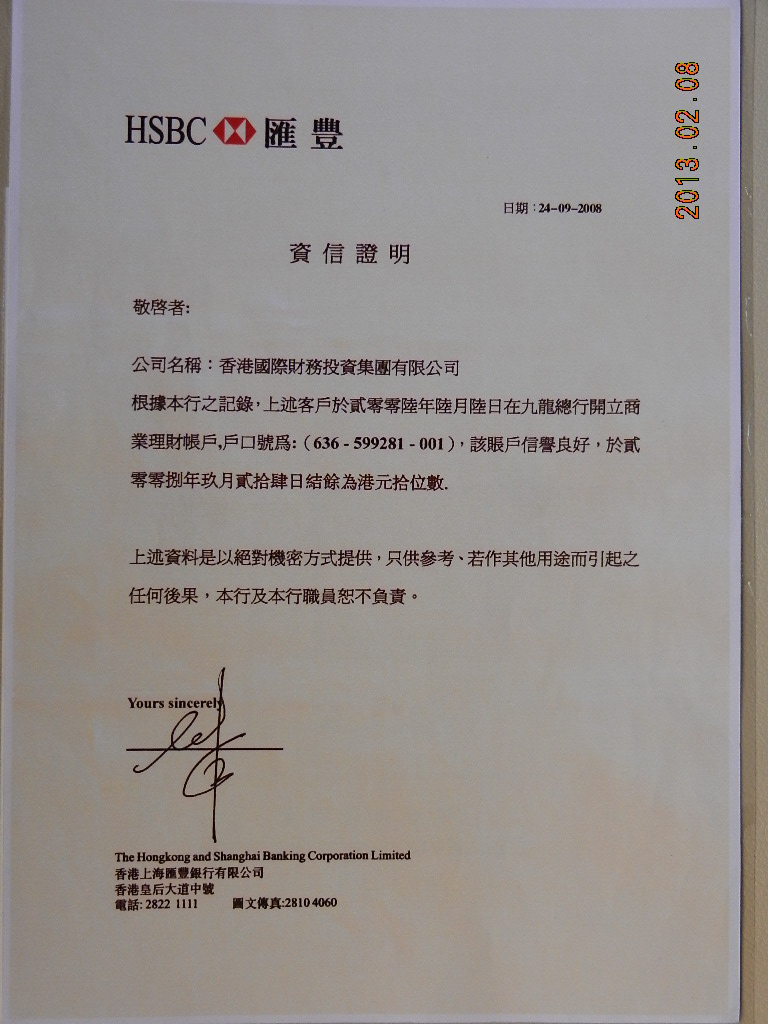 HSBC 匯豐
2013.02.08
日期：24-09-2008
資信證明
敬啓者:
公司名稱：香港國際財務投資集團有限公司
根據本行之記錄，上述客戶於貳零零陸年陸月陸日在九龍總行開立商
業理財帳戶,戶口號爲:（636 - 599281 - 001），該賬戶信譽良好，於貳
零零捌年玖月貳拾肆日結餘為港元拾位數.
上述資料是以絕對機密方式提供，只供參考、若作其他用途而引起之
任何後果，本行及本行職員恕不負責。
Yours sincerely
The Hongkong and Shanghai Banking Corporation Limited
香港上海匯豐銀行有限公司
香港皇后大道中號
電話: 2822 1111 圖文傳真:2810 4060